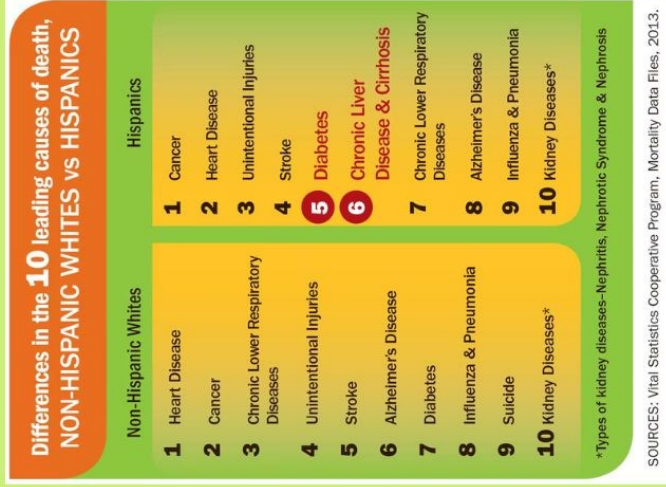 Differences in the 10 leading causes of death,
NON-HISPANIC WHITES VS HISPANICS
Non-Hispanic Whites
1 Heart Disease
2 Cancer
3 Chronic Lower Respiratory
Diseases
4 Unintentional Injuries
5 Stroke
6 Alzheimer's Disease
7 Diabetes
8 Influenza & Pneumonia
9 Suicide
10 Kidney Diseases*
Hispanics
1 Cancer
2 Heart Disease
3 Unintentional Injuries
4 Stroke
5 Diabetes
6 Chronic Liver
Disease & Cirrhosis
7 Chronic Lower Respiratory
Diseases
8 Alzheimer's Disease
9 Influenza & Pneumonia
10 Kidney Diseases*
*Types of kidney diseases–Nephritis, Nephrotic Syndrome & Nephrosis
SOURCES: Vital Statistics Cooperative Program, Mortality Data Files, 2013.